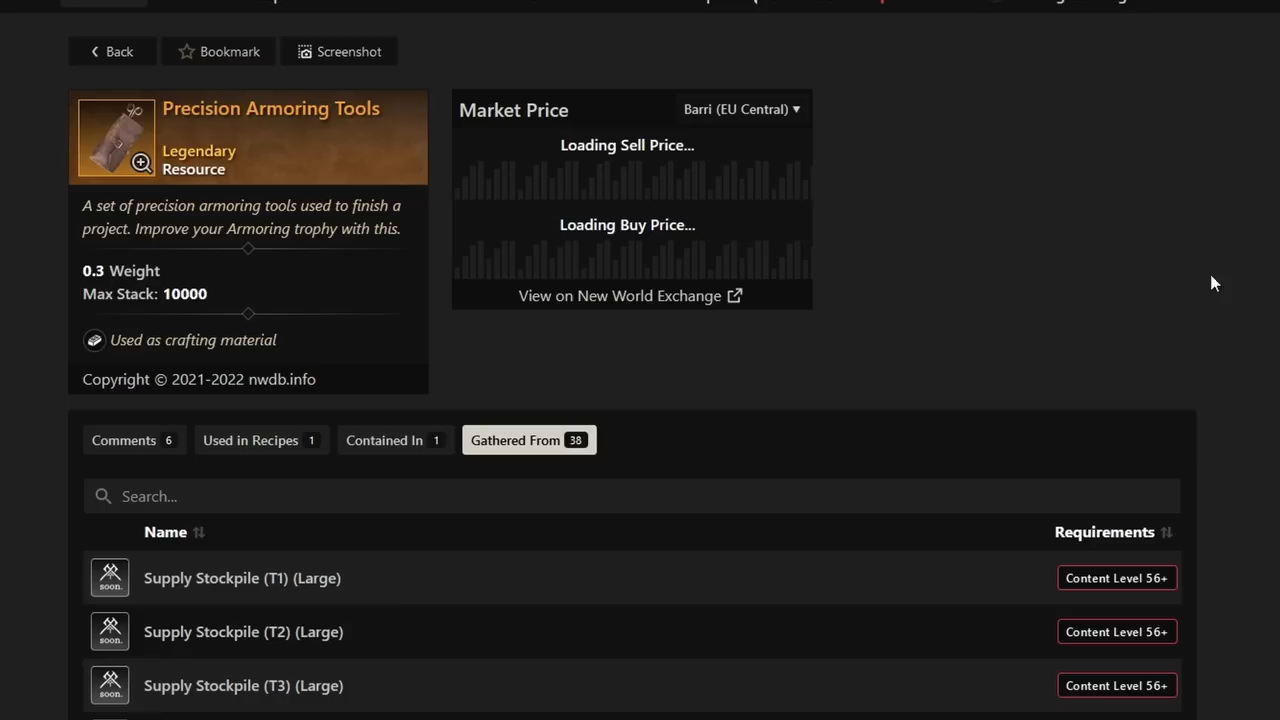 Back
Bookmark
Screenshot
Precision Armoring Tools
Legendary
Resource
A set of precision armoring tools used to finish a
project. Improve your Armoring trophy with this.
0.3 Weight
Max Stack: 10000
Used as crafting material
Copyright © 2021-2022 nwdb.info
Market Price
Barri (EU Central) ▾
Loading Sell Price...
Loading Buy Price...
View on New World Exchange
Comments 6
Used in Recipes 1
Contained In 1
Gathered From 38
Search...
Name
Requirements
soon.
Supply Stockpile (T1) (Large)
Content Level 56+
soon.
Supply Stockpile (T2) (Large)
Content Level 56+
soon.
Supply Stockpile (T3) (Large)
Content Level 56+